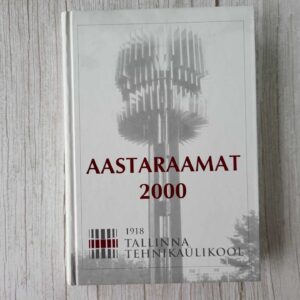 AASTARAAMAT
2000
1918
TALLINNA
TEHNIKAÜLIKOOL